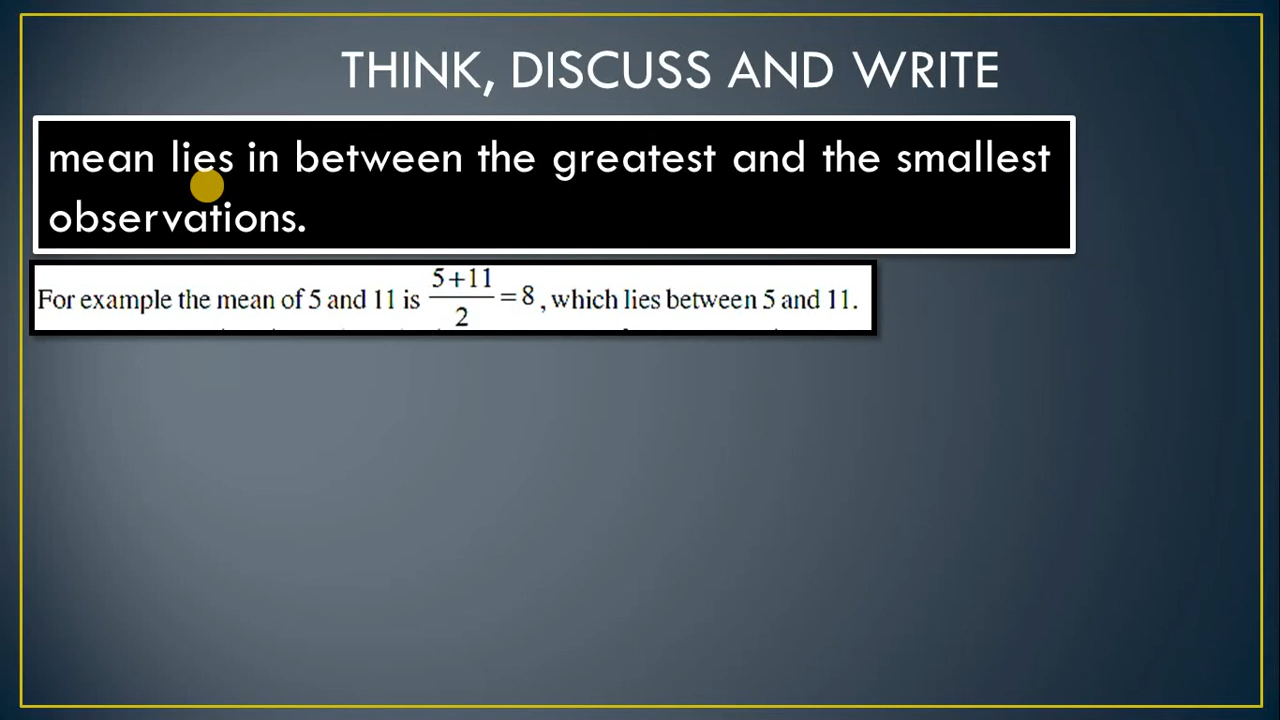 THINK, DISCUSS AND WRITE
mean lies in between the greatest and the smallest
observations.
For example the mean of 5 and 11 is \frac{5+11}{2} = 8 , which lies between 5 and 11.